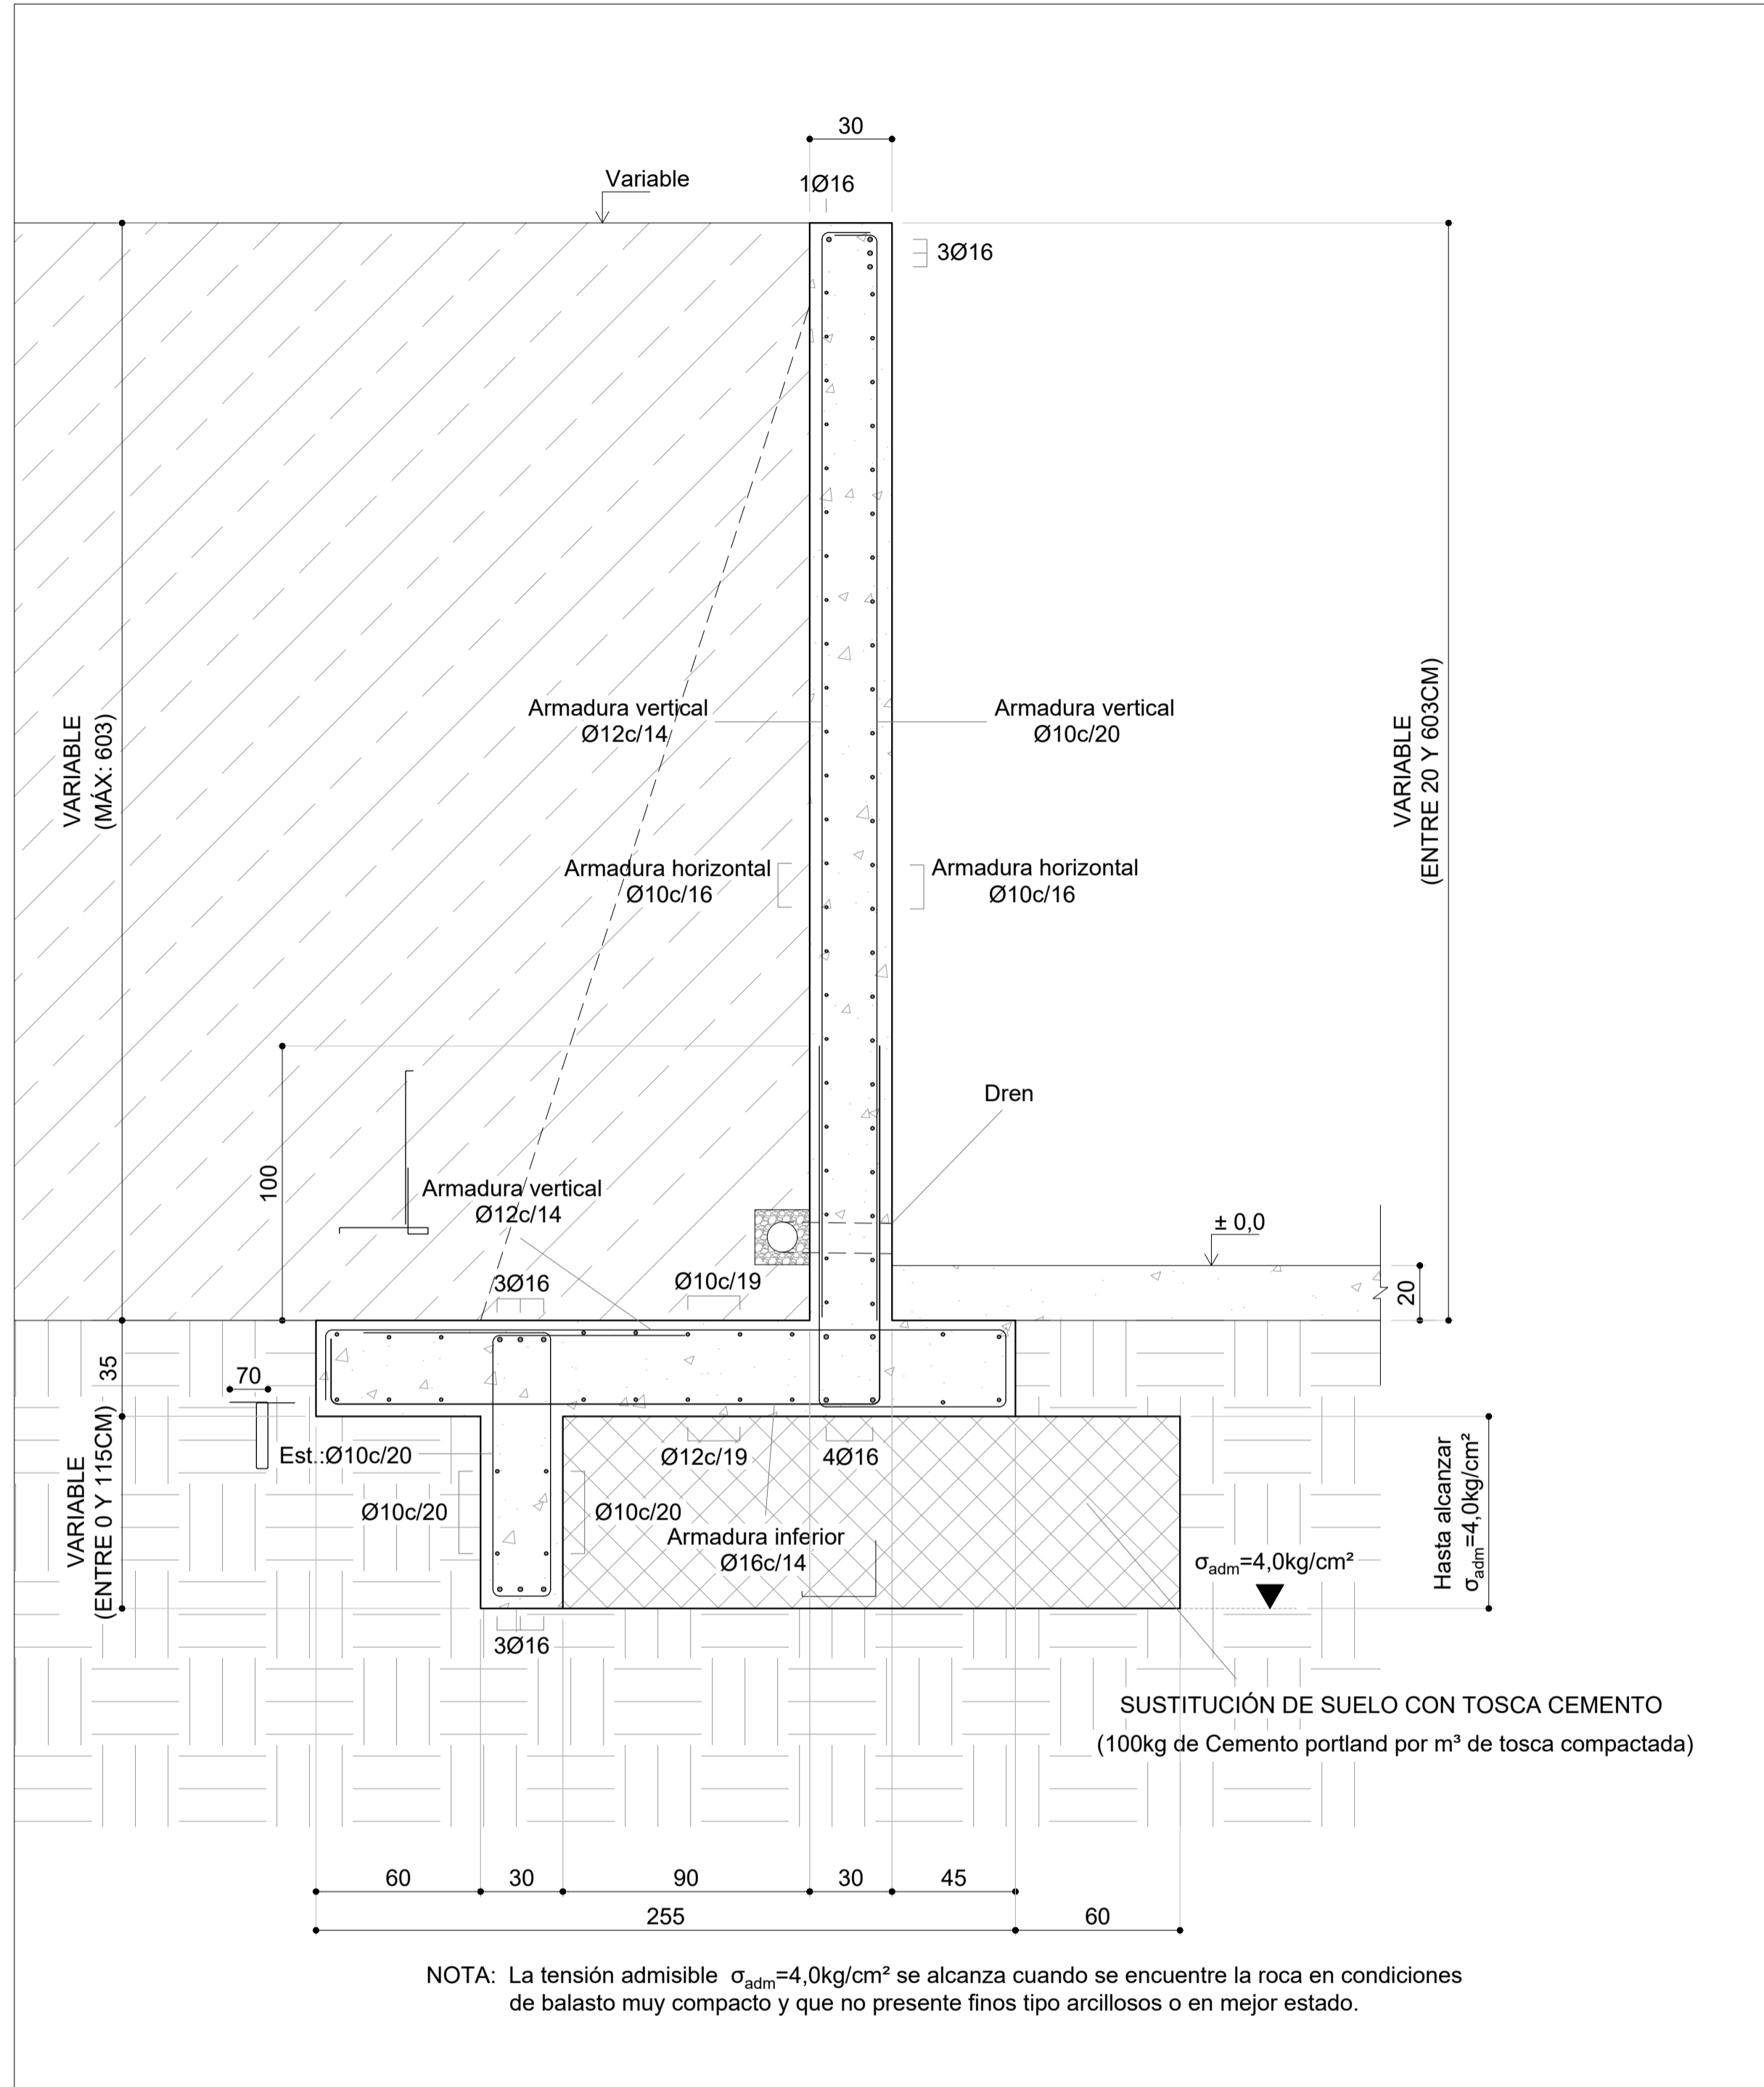 30
Variable
1Ø16
3Ø16
VARIABLE
(MÁX: 603)
VARIABLE
(ENTRE 20 Y 603CM)
Armadura vertical
Ø12c/14
Armadura vertical
Ø10c/20
Armadura horizontal
Ø10c/16
Armadura horizontal
Ø10c/16
Dren
100
Armadura vertical
Ø12c/14
± 0,0
3Ø16
Ø10c/19
20
35
70
VARIABLE
(ENTRE 0 Y 115CM)
Est.:Ø10c/20
Ø12c/19
4Ø16
Ø10c/20
Ø10c/20
Armadura inferior
Ø16c/14
σadm=4,0kg/cm²
Hasta alcanzar
σadm=4,0kg/cm²
3Ø16
SUSTITUCIÓN DE SUELO CON TOSCA CEMENTO
(100kg de Cemento portland por m³ de tosca compactada)
60
30
90
30
45
255
60
NOTA: La tensión admisible σadm=4,0kg/cm² se alcanza cuando se encuentre la roca en condiciones
de balasto muy compacto y que no presente finos tipo arcillosos o en mejor estado.